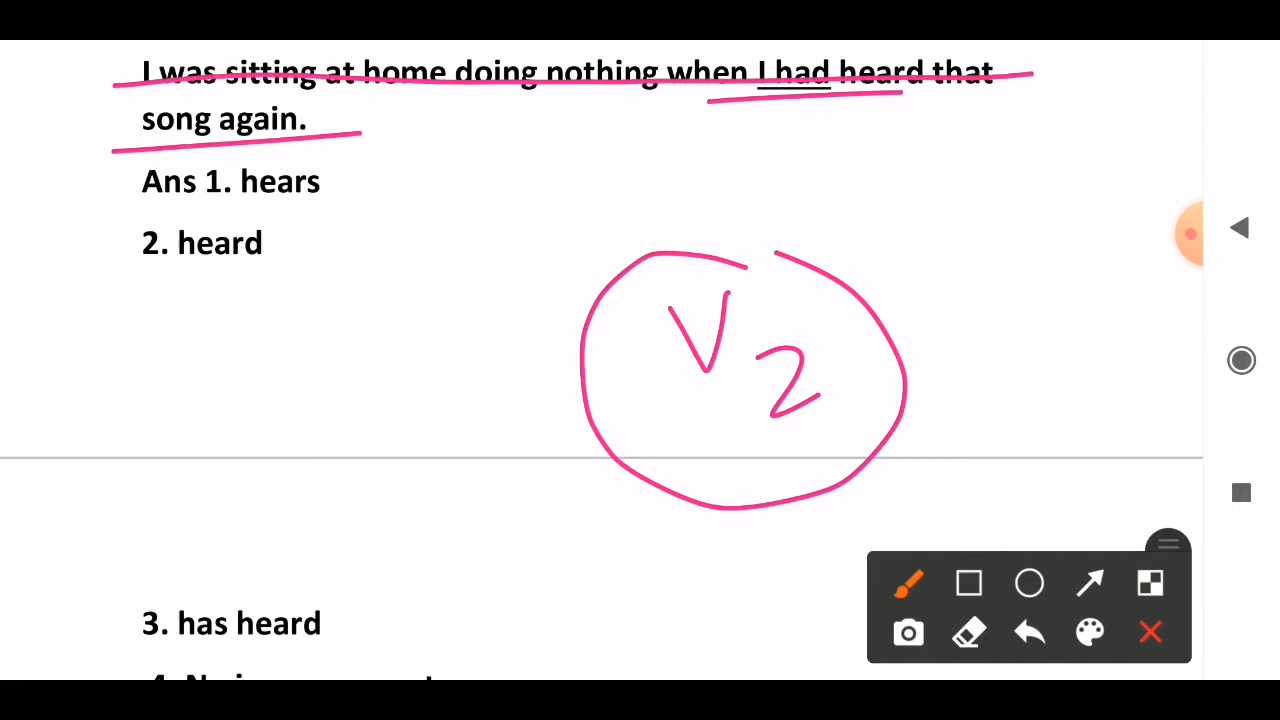 I was sitting at home doing nothing when I had heard that
song again.
Ans 1. hears
2. heard
V2
3. has heard